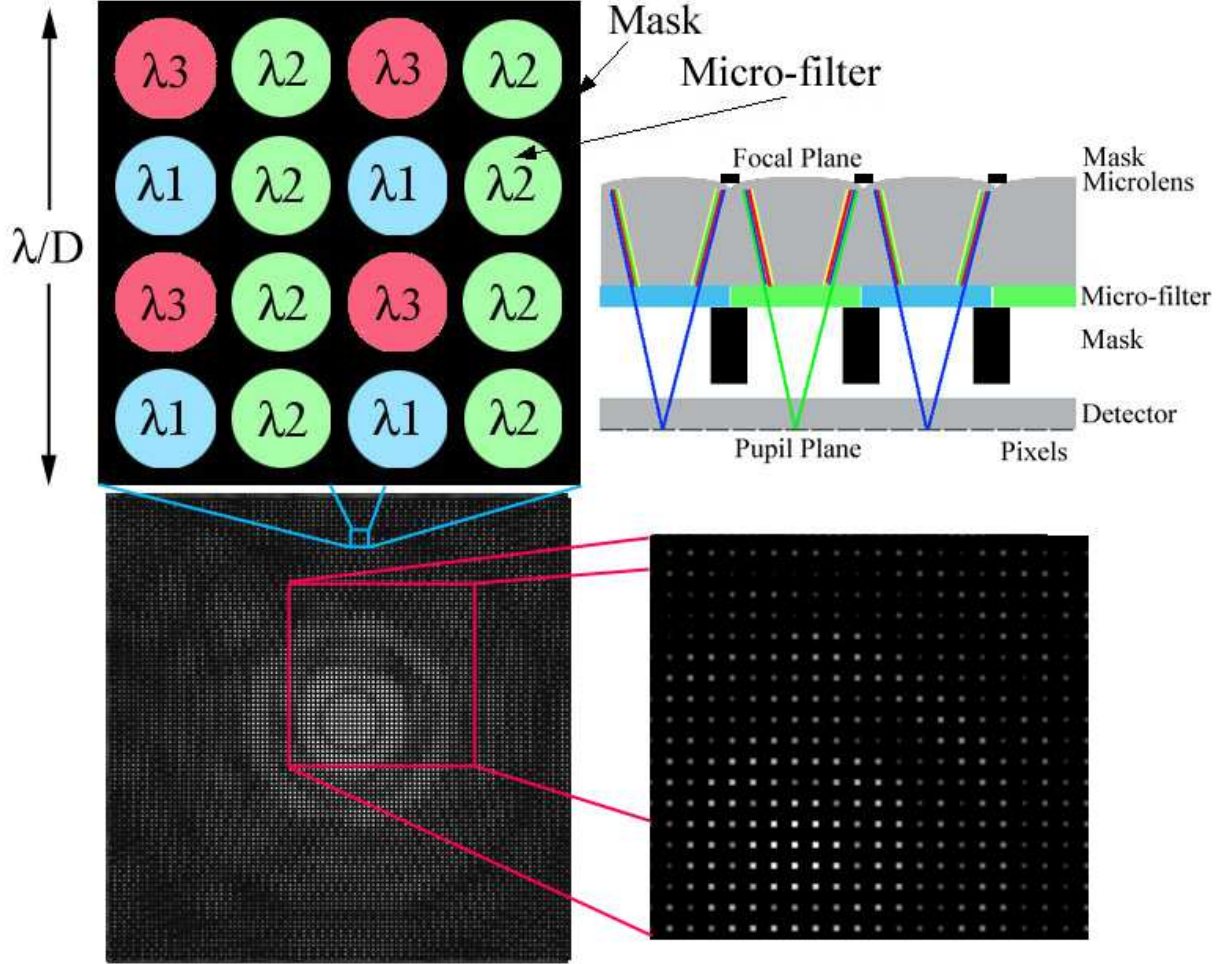 Mask
Micro-filter
λ3 λ2 λ3 λ2
λ1 λ2 λ1 λ2
λ3 λ2 λ3 λ2
λ1 λ2 λ1 λ2
λ/D
Focal Plane
Mask
Microlens
Micro-filter
Mask
Detector
Pupil Plane
Pixels